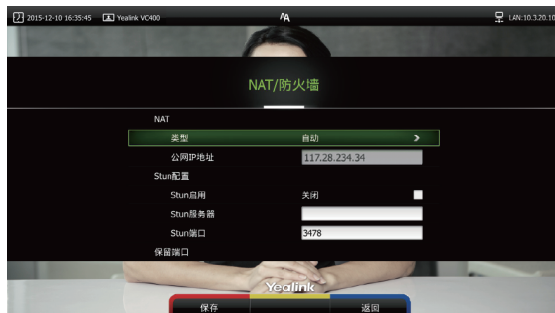 2015-12-10 16:35:45 Yealink VC400 LAN:10.3.20.10
NAT/防火墙
NAT
类型 自动
公网IP地址 117.28.234.34
Stun配置
Stun启用 关闭
Stun服务器
Stun端口 3478
保留端口
Yealink
保存 返回